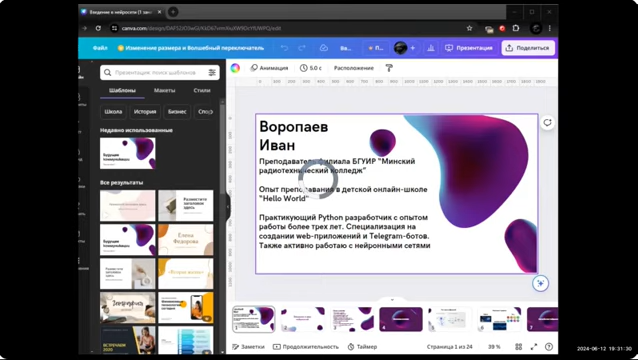 Введение в нейросети (7
canva.com
Файл
Изменение размера и Волшебный переключатель
Презентация
Поделиться
Презентация: поиск шаблонов
Анимация
5.0 с
Расположение
Шаблоны
Макеты
Стили
Школа
История
Бизнес
Недавно использованные
Все результаты
Воропаев
Иван
Преподаватель филиала БГУИР "Минский
радиотехнический колледж"
Опыт преподавания в детской онлайн-школе
"Hello World"
Практикующий Python разработчик с опытом
работы более трех лет. Специализация на
создании web-приложений и Telegram-ботов.
Также активно работаю с нейронными сетями
Заметки
Продолжительность
Таймер
Страница 1 из 24
39 %
2024-06-12 19:31:30